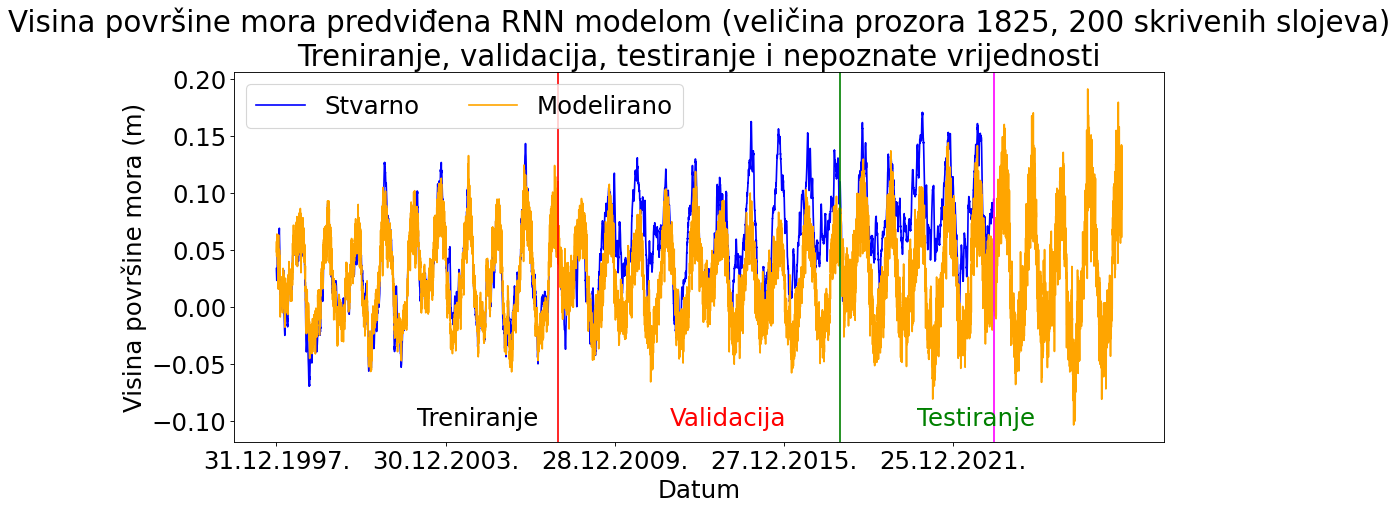 Visina površine mora predviđena RNN modelom (veličina prozora 1825, 200 skrivenih slojeva)
Treniranje, validacija, testiranje i nepoznate vrijednosti
Stvarno
Modelirano
Visina površine mora (m)
0.20
0.15
0.10
0.05
0.00
−0.05
−0.10
Treniranje
Validacija
Testiranje
31.12.1997.
30.12.2003.
28.12.2009.
27.12.2015.
25.12.2021.
Datum